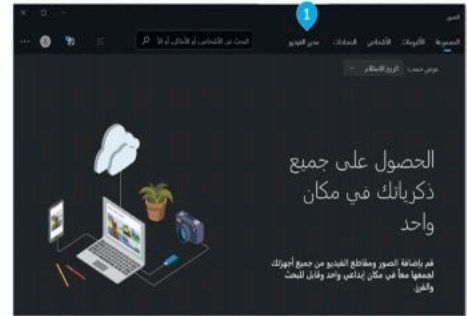 الصور
1
المجموعة الألبومات الأشخاص المجلدات محرر الفيديو
البحث عن الأشخاص أو الأماكن أو الأ
عرض حسب: تاريخ الاستلام
الحصول على جميع
ذكرياتك في مكان
واحد
قم بإضافة الصور ومقاطع الفيديو من جميع أجهزتك
لجمعها معاً في مكان إبداعي واحد وقابل للبحث
والفرز.